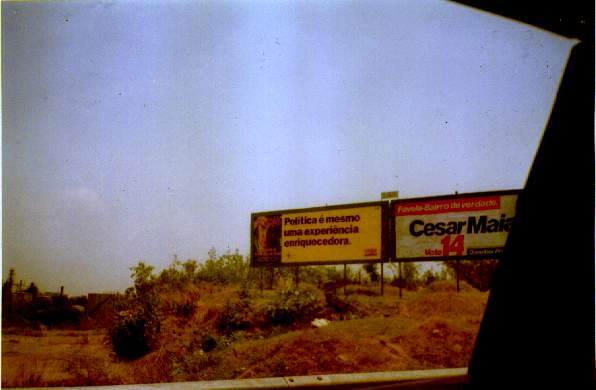 Política é mesmo
uma experiência
enriquecedora.
Favela-Bairro de verdade.
Cesar Maia
Vote 14